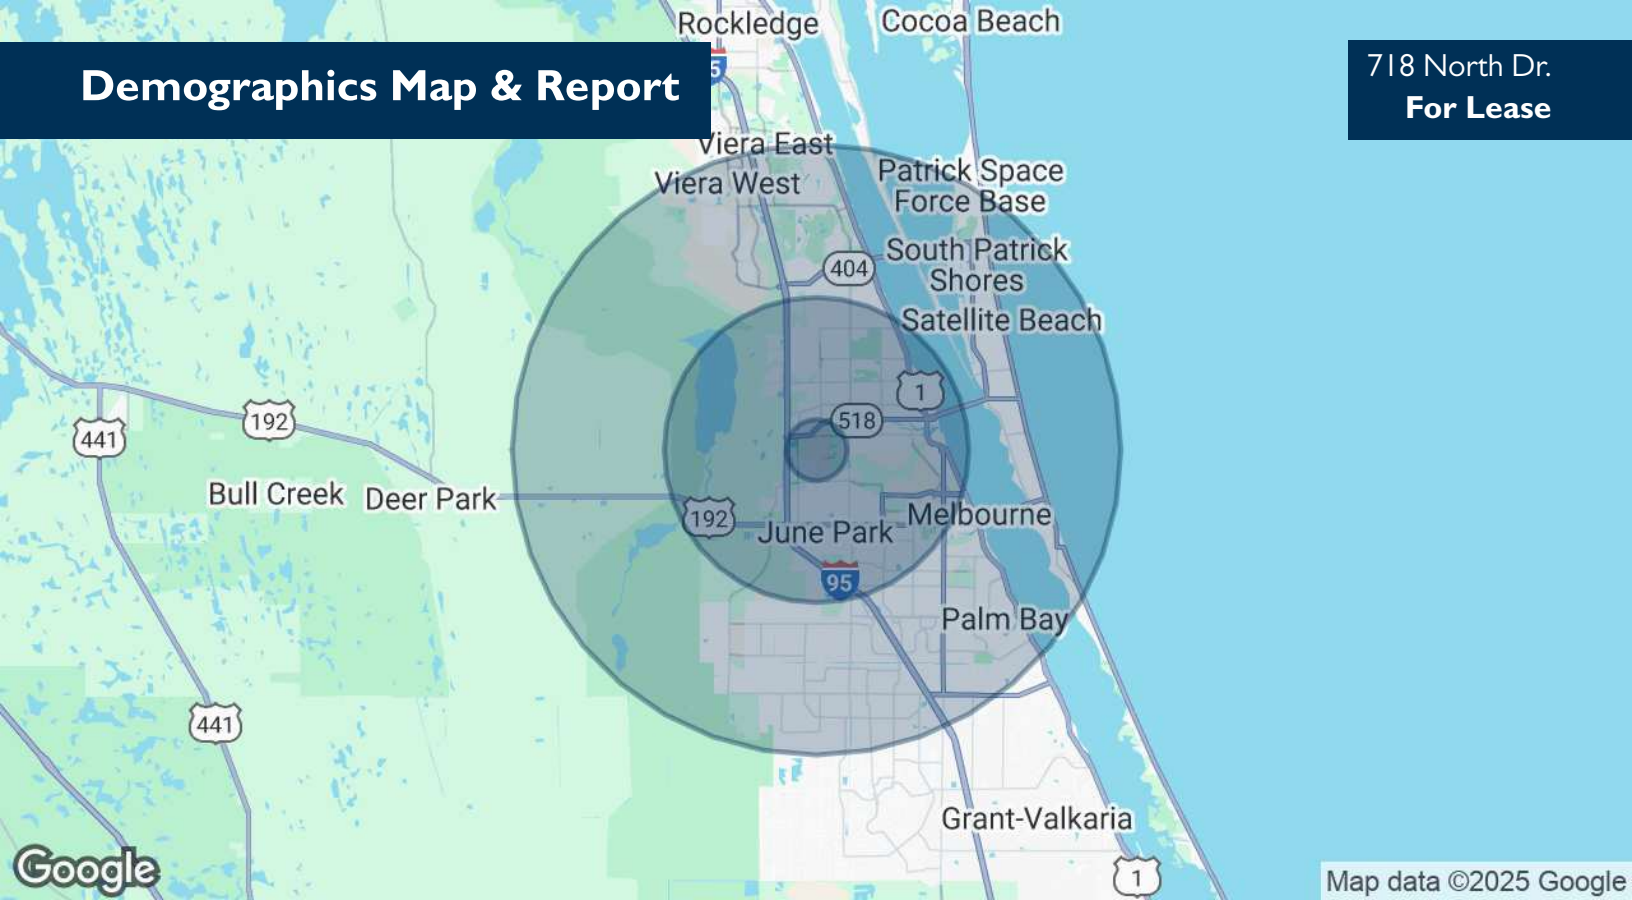 Rockledge
Cocoa Beach
Demographics Map & Report
5
718 North Dr.
For Lease
Viera East
Viera West
Patrick Space
Force Base
404
South Patrick
Shores
Satellite Beach
1
192
518
441
Bull Creek
Deer Park
192
June Park
Melbourne
95
Palm Bay
441
Grant-Valkaria
Google
1
Map data ©2025 Google